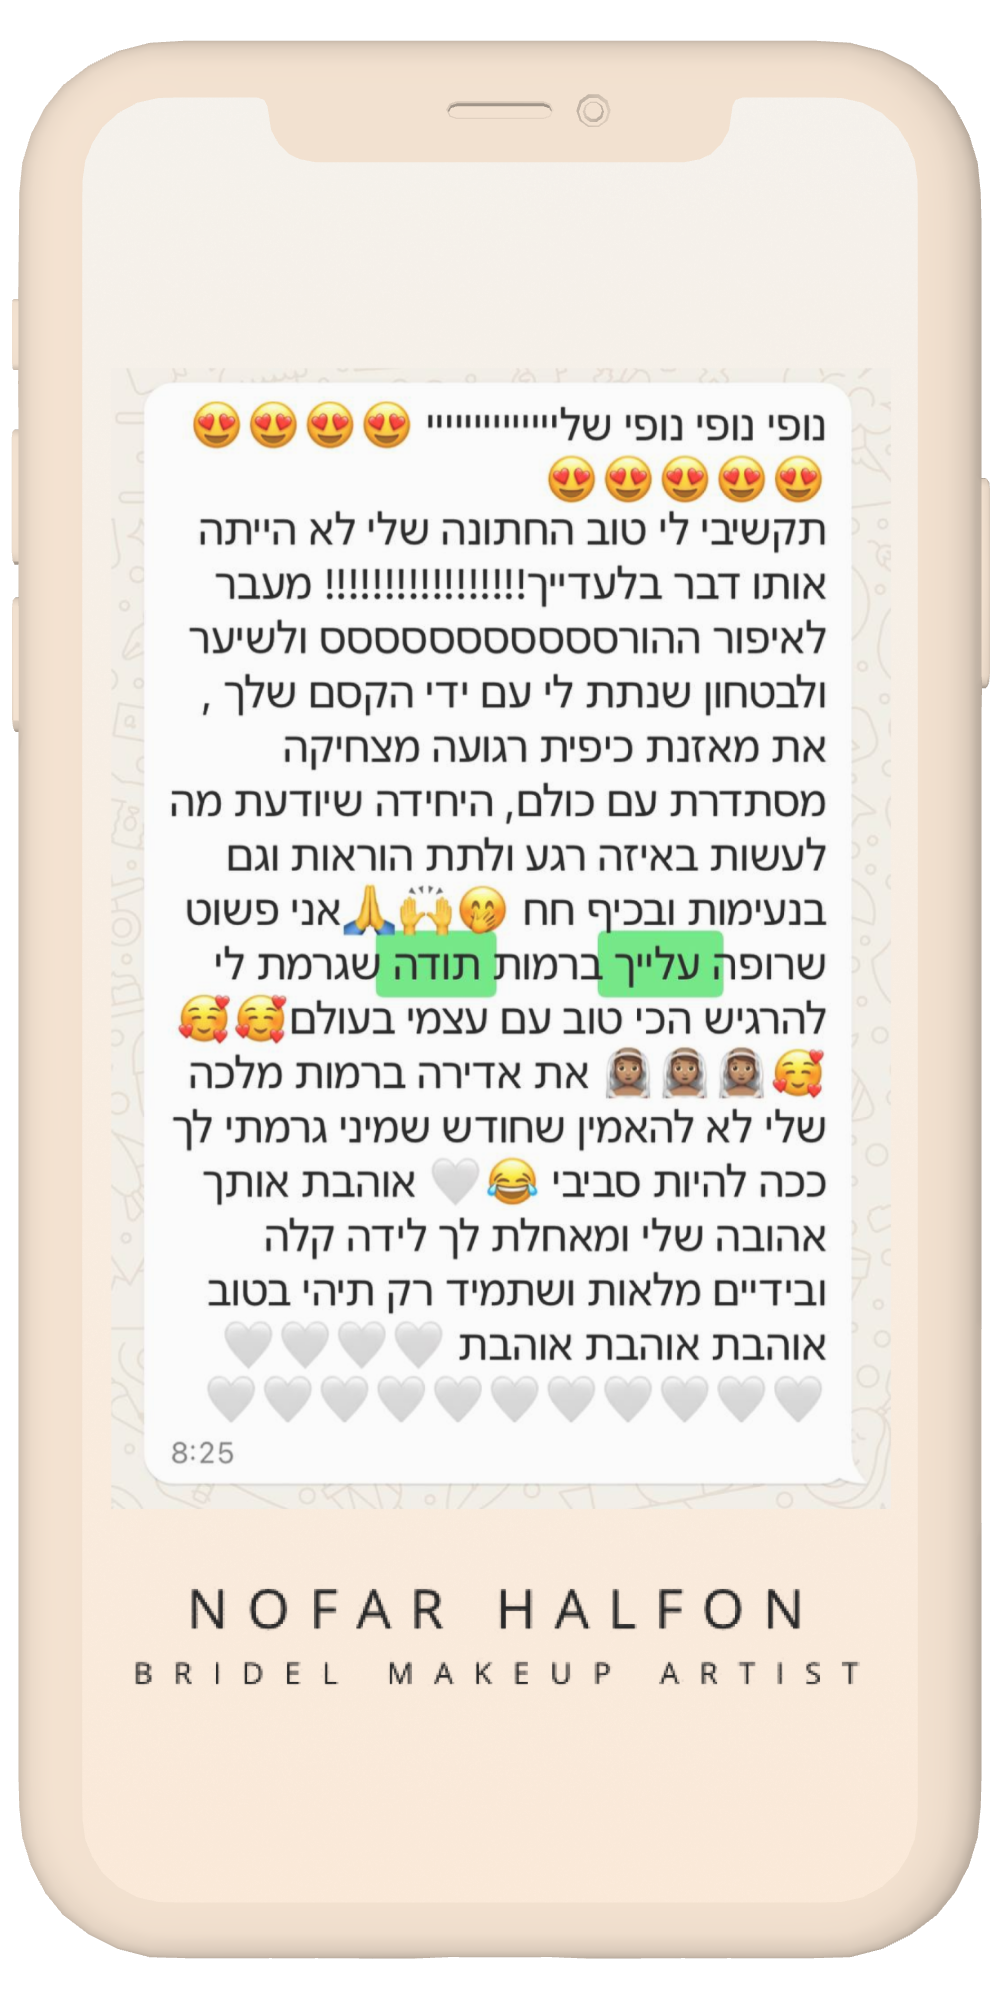 נופי נופי נופי שלייייייייייייייי 😍😍😍😍
😍😍😍😍😍
תקשיבי לי טוב החתונה שלי לא הייתה
אותו דבר בלעדייך!!!!!!!!!!!!!!!!!! מעבר
לאיפור ההורסססססססססססס ולשיער
ולבטחון שנתת לי עם ידי הקסם שלך ,
את מאזנת כיפית רגועה מצחיקה
מסתדרת עם כולם, היחידה שיודעת מה
לעשות באיזה רגע ולתת הוראות וגם
בנעימות ובכיף חח 🤭🙌🙏אני פשוט
שרופה עלייך ברמות תודה שגרמת לי
להרגיש הכי טוב עם עצמי בעולם🥰🥰
🥰👰🏽👰🏽👰🏽 את אדירה ברמות מלכה
שלי לא להאמין שחודש שמיני גרמתי לך
ככה להיות סביבי 😂🤍 אוהבת אותך
אהובה שלי ומאחלת לך לידה קלה
ובידיים מלאות ושתמיד רק תיהי בטוב
אוהבת אוהבת אוהבת 🤍🤍🤍🤍
🤍🤍🤍🤍🤍🤍🤍🤍🤍🤍🤍
8:25
NOFAR HALFON
BRIDEL MAKEUP ARTIST